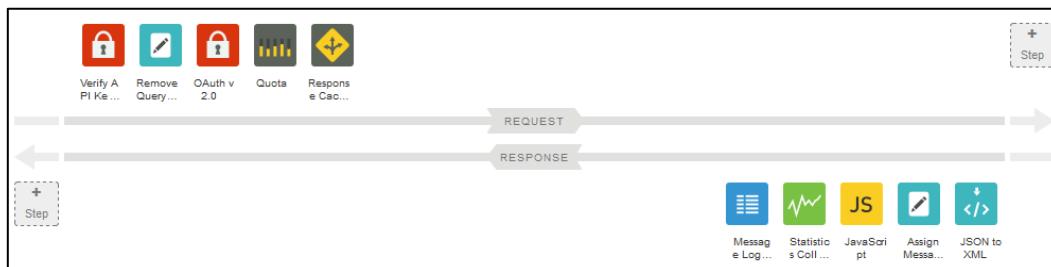 +
Step
Verify A
PI Ke ...
Remove
Query...
OAuth v
2.0
Quota
Respons
e Cac...
REQUEST
RESPONSE
+
Step
JS
Messag
e Log...
Statistic
s Coll ...
JavaScri
pt
Assign
Messa...
JSON to
XML